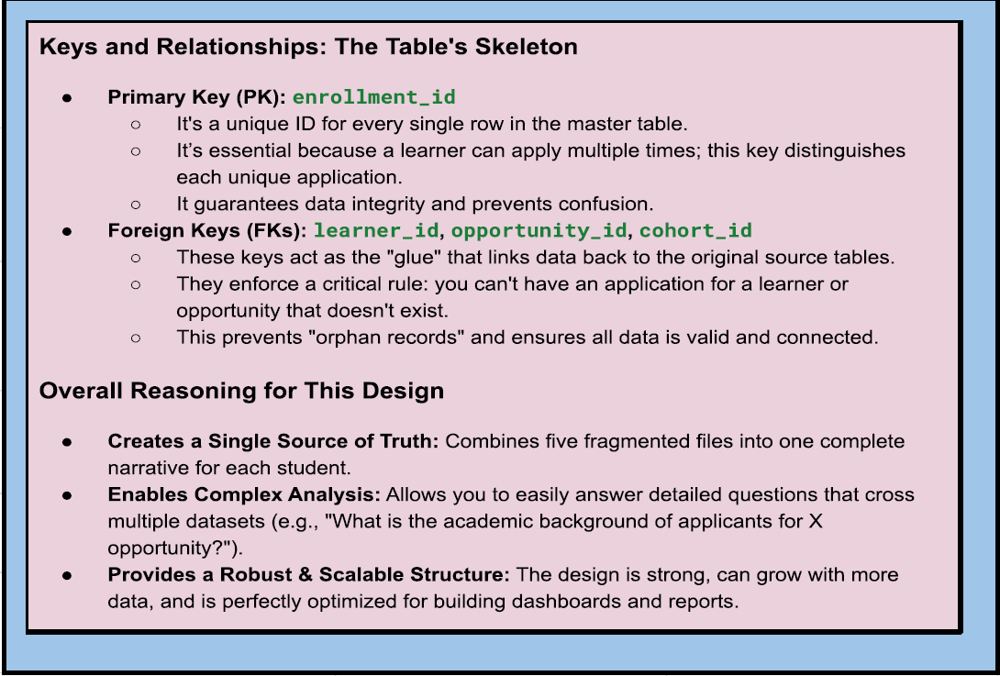 Keys and Relationships: The Table's Skeleton
● Primary Key (PK): enrollment_id
○ It's a unique ID for every single row in the master table.
○ It’s essential because a learner can apply multiple times; this key distinguishes
each unique application.
○ It guarantees data integrity and prevents confusion.
● Foreign Keys (FKs): learner_id, opportunity_id, cohort_id
○ These keys act as the "glue" that links data back to the original source tables.
○ They enforce a critical rule: you can't have an application for a learner or
opportunity that doesn't exist.
○ This prevents "orphan records" and ensures all data is valid and connected.
Overall Reasoning for This Design
● Creates a Single Source of Truth: Combines five fragmented files into one complete
narrative for each student.
● Enables Complex Analysis: Allows you to easily answer detailed questions that cross
multiple datasets (e.g., "What is the academic background of applicants for X
opportunity?").
● Provides a Robust & Scalable Structure: The design is strong, can grow with more
data, and is perfectly optimized for building dashboards and reports.